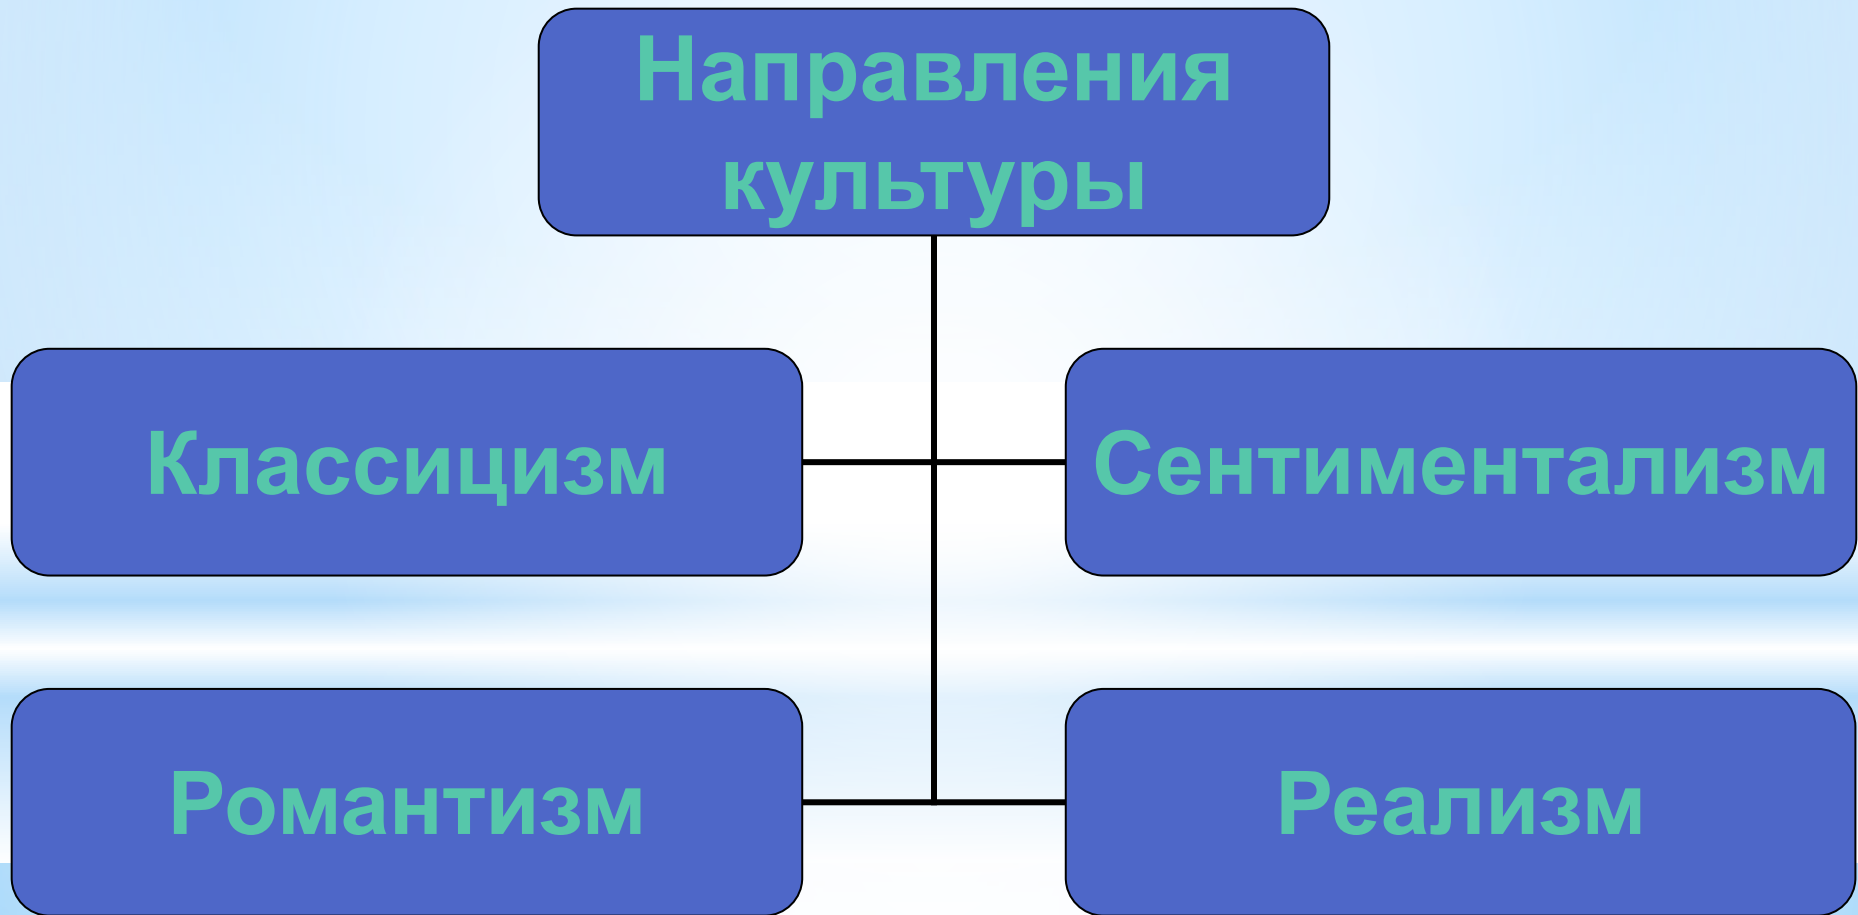 Направления
культуры
Классицизм
Сентиментализм
Романтизм
Реализм